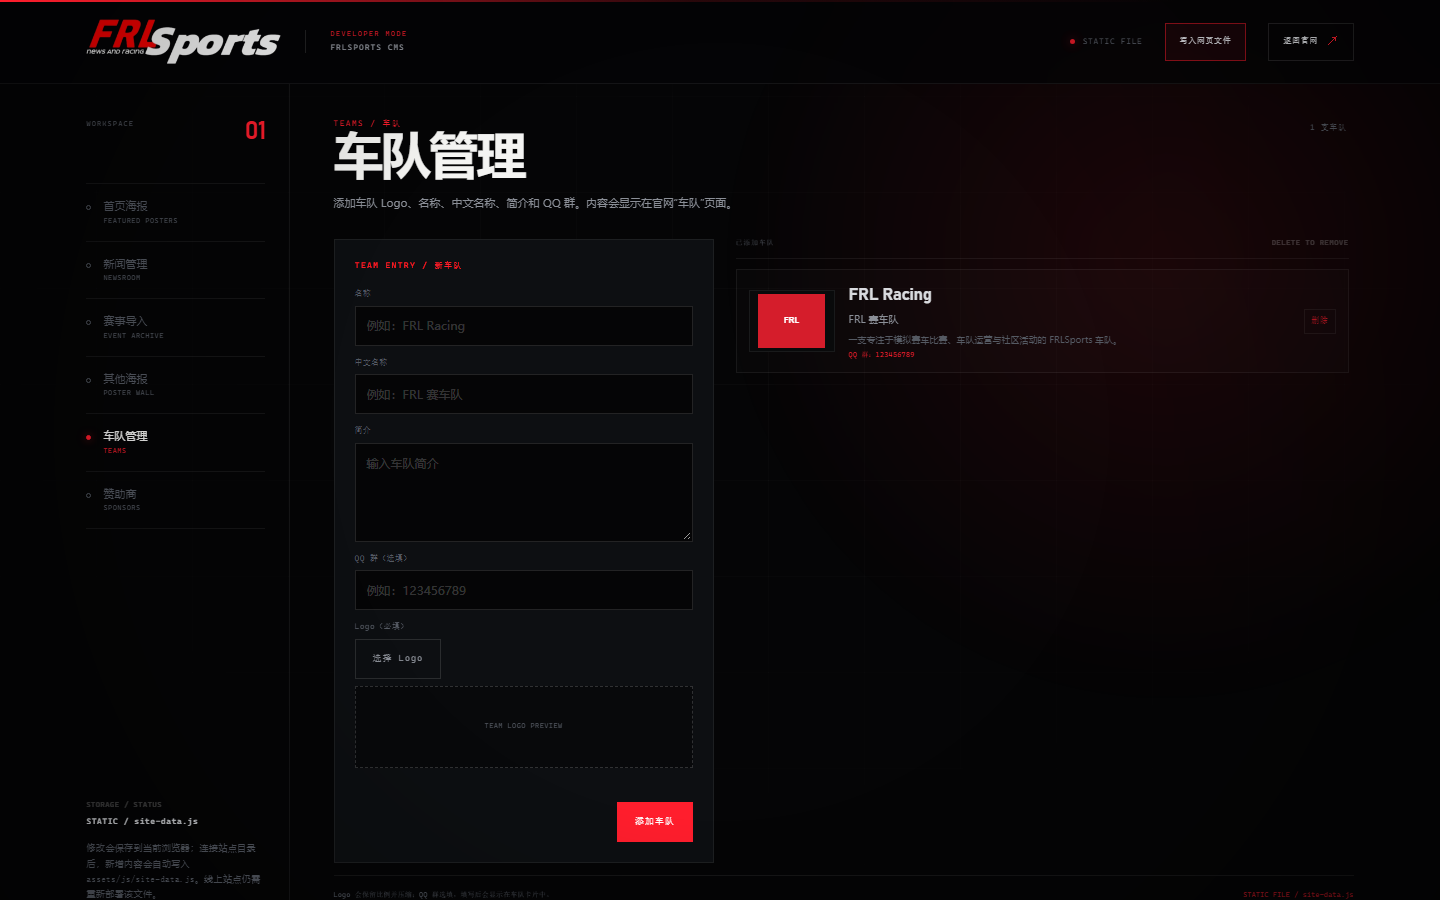 FRLSports
news and racing
DEVELOPER MODE
FRLSPORTS CMS
STATIC FILE
写入网页文件
返回官网
WORKSPACE
01
首页海报
FEATURED POSTERS
新闻管理
NEWSROOM
赛事导入
EVENT ARCHIVE
其他海报
POSTER WALL
车队管理
TEAMS
赞助商
SPONSORS
STORAGE / STATUS
STATIC / site-data.js
修改会保存到当前浏览器；连接站点目录
后，新增内容会自动写入
assets/js/site-data.js。线上站点仍需
重新部署该文件。
TEAMS / 车队
车队管理
添加车队 Logo、名称、中文名称、简介和 QQ 群。内容会显示在官网“车队”页面。
1 支车队
TEAM ENTRY / 新车队
名称
例如：FRL Racing
中文名称
例如：FRL 赛车队
简介
输入车队简介
QQ 群（选填）
例如：123456789
Logo（必填）
选择 Logo
TEAM LOGO PREVIEW
添加车队
已添加车队
DELETE TO REMOVE
FRL
FRL Racing
FRL 赛车队
一支专注于模拟赛车比赛、车队运营与社区活动的 FRLSports 车队。
QQ 群：123456789
删除
STATIC FILE / site-data.js